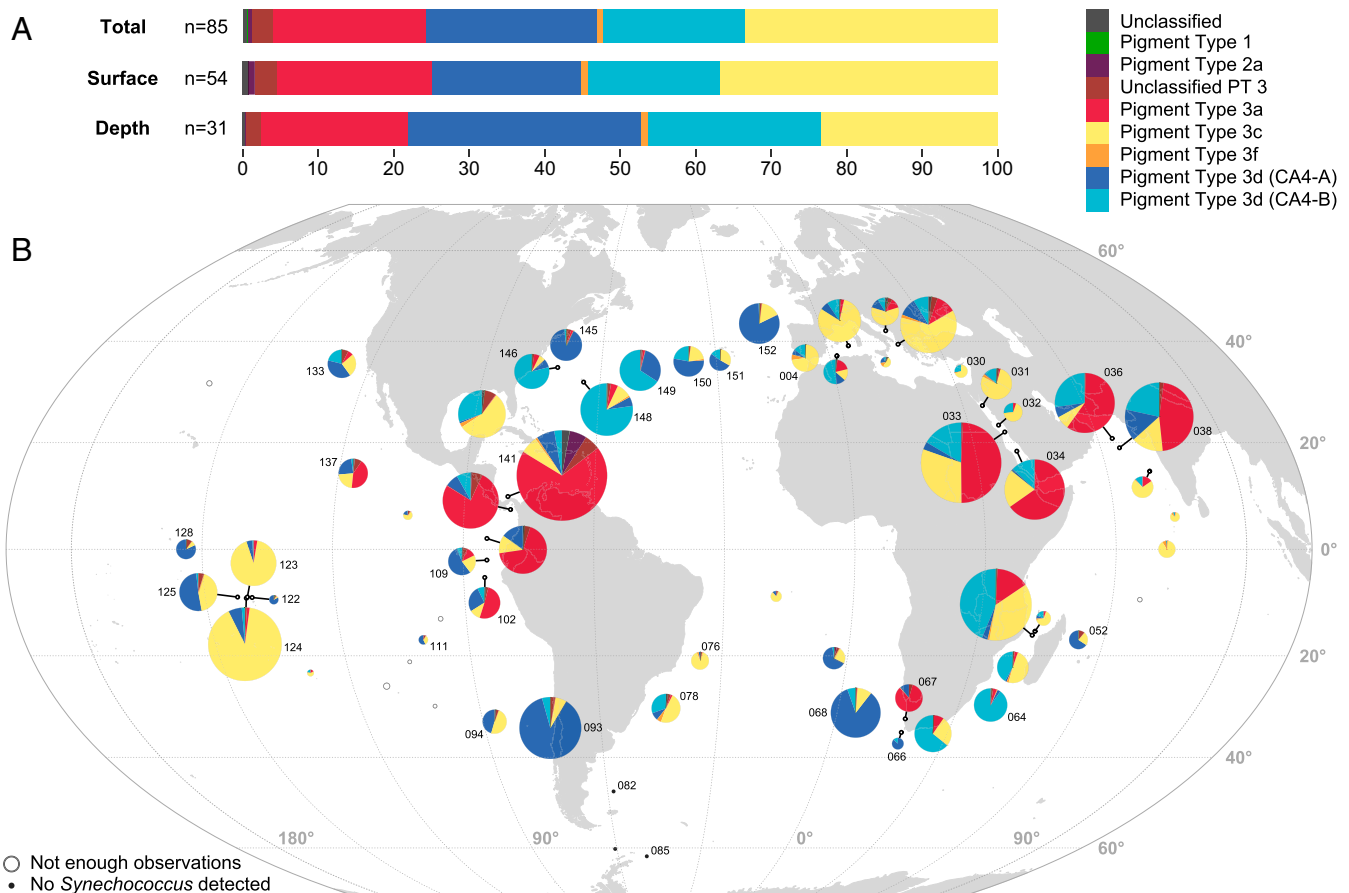 A
Total n=85
Surface n=54
Depth n=31
0 10 20 30 40 50 60 70 80 90 100
Unclassified
Pigment Type 1
Pigment Type 2a
Unclassified PT 3
Pigment Type 3a
Pigment Type 3c
Pigment Type 3f
Pigment Type 3d (CA4-A)
Pigment Type 3d (CA4-B)
B
60°
145
152
40°
146
133
149
150
151
004
030
031
036
148
032
038
033
20°
141
034
137
128
123
0°
109
125
122
102
052
111
124
076
20°
067
078
064
068
094
093
066
40°
082
180°
90°
0°
90°
085
60°
Not enough observations
No Synechococcus detected